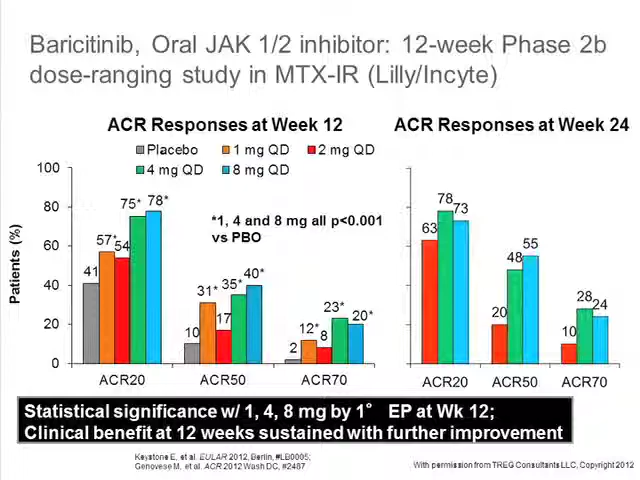 Baricitinib, Oral JAK 1/2 inhibitor: 12-week Phase 2b
dose-ranging study in MTX-IR (Lilly/Incyte)
ACR Responses at Week 12
ACR Responses at Week 24
Placebo 1 mg QD 2 mg QD
4 mg QD 8 mg QD
*1, 4 and 8 mg all p<0.001
vs PBO
Patients (%)
100
80
60
40
20
0
41 57* 54 75* 78*
10 31* 17 35* 40*
2 12* 8 23* 20*
ACR20 ACR50 ACR70
63 78 73
20 48 55
10 28 24
ACR20 ACR50 ACR70
Statistical significance w/ 1, 4, 8 mg by 1° EP at Wk 12;
Clinical benefit at 12 weeks sustained with further improvement
Keystone E, et al. EULAR 2012, Berlin, #LB0005;
Genovese M, et al. ACR 2012 Wash DC, #2487
With permission from TREG Consultants LLC, Copyright 2012